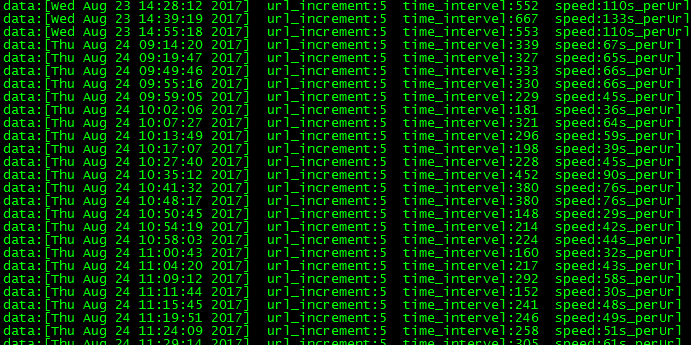 data:[Wed Aug 23 14:28:12 2017] url_increment:5 time_intervel:552 speed:110s_perUrl
data:[Wed Aug 23 14:39:19 2017] url_increment:5 time_intervel:667 speed:133s_perUrl
data:[Wed Aug 23 14:55:18 2017] url_increment:5 time_intervel:553 speed:110s_perUrl
data:[Thu Aug 24 09:14:20 2017] url_increment:5 time_intervel:339 speed:67s_perUrl
data:[Thu Aug 24 09:19:47 2017] url_increment:5 time_intervel:327 speed:65s_perUrl
data:[Thu Aug 24 09:49:46 2017] url_increment:5 time_intervel:333 speed:66s_perUrl
data:[Thu Aug 24 09:55:16 2017] url_increment:5 time_intervel:330 speed:66s_perUrl
data:[Thu Aug 24 09:59:05 2017] url_increment:5 time_intervel:229 speed:45s_perUrl
data:[Thu Aug 24 10:02:06 2017] url_increment:5 time_intervel:181 speed:36s_perUrl
data:[Thu Aug 24 10:07:27 2017] url_increment:5 time_intervel:321 speed:64s_perUrl
data:[Thu Aug 24 10:13:49 2017] url_increment:5 time_intervel:296 speed:59s_perUrl
data:[Thu Aug 24 10:17:07 2017] url_increment:5 time_intervel:198 speed:39s_perUrl
data:[Thu Aug 24 10:27:40 2017] url_increment:5 time_intervel:228 speed:45s_perUrl
data:[Thu Aug 24 10:35:12 2017] url_increment:5 time_intervel:452 speed:90s_perUrl
data:[Thu Aug 24 10:41:32 2017] url_increment:5 time_intervel:380 speed:76s_perUrl
data:[Thu Aug 24 10:48:17 2017] url_increment:5 time_intervel:380 speed:76s_perUrl
data:[Thu Aug 24 10:50:45 2017] url_increment:5 time_intervel:148 speed:29s_perUrl
data:[Thu Aug 24 10:54:19 2017] url_increment:5 time_intervel:214 speed:42s_perUrl
data:[Thu Aug 24 10:58:03 2017] url_increment:5 time_intervel:224 speed:44s_perUrl
data:[Thu Aug 24 11:00:43 2017] url_increment:5 time_intervel:160 speed:32s_perUrl
data:[Thu Aug 24 11:04:20 2017] url_increment:5 time_intervel:217 speed:43s_perUrl
data:[Thu Aug 24 11:09:12 2017] url_increment:5 time_intervel:292 speed:58s_perUrl
data:[Thu Aug 24 11:11:44 2017] url_increment:5 time_intervel:152 speed:30s_perUrl
data:[Thu Aug 24 11:15:45 2017] url_increment:5 time_intervel:241 speed:48s_perUrl
data:[Thu Aug 24 11:19:51 2017] url_increment:5 time_intervel:246 speed:49s_perUrl
data:[Thu Aug 24 11:24:09 2017] url_increment:5 time_intervel:258 speed:51s_perUrl
data:[Thu Aug 24 11:29:14 2017] url_increment:5 time_intervel:305 speed:61s_perUrl